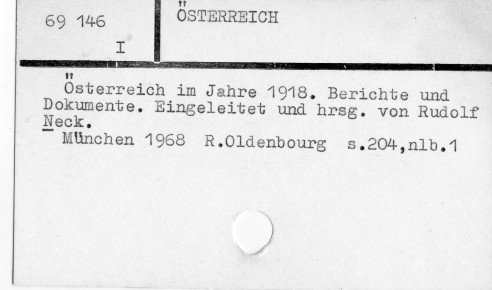 69 146
I
ÖSTERREICH
Österreich im Jahre 1918. Berichte und
Dokumente. Eingeleitet und hrsg. von Rudolf
Neck.
München 1968 R.Oldenbourg s.204,nlb.1